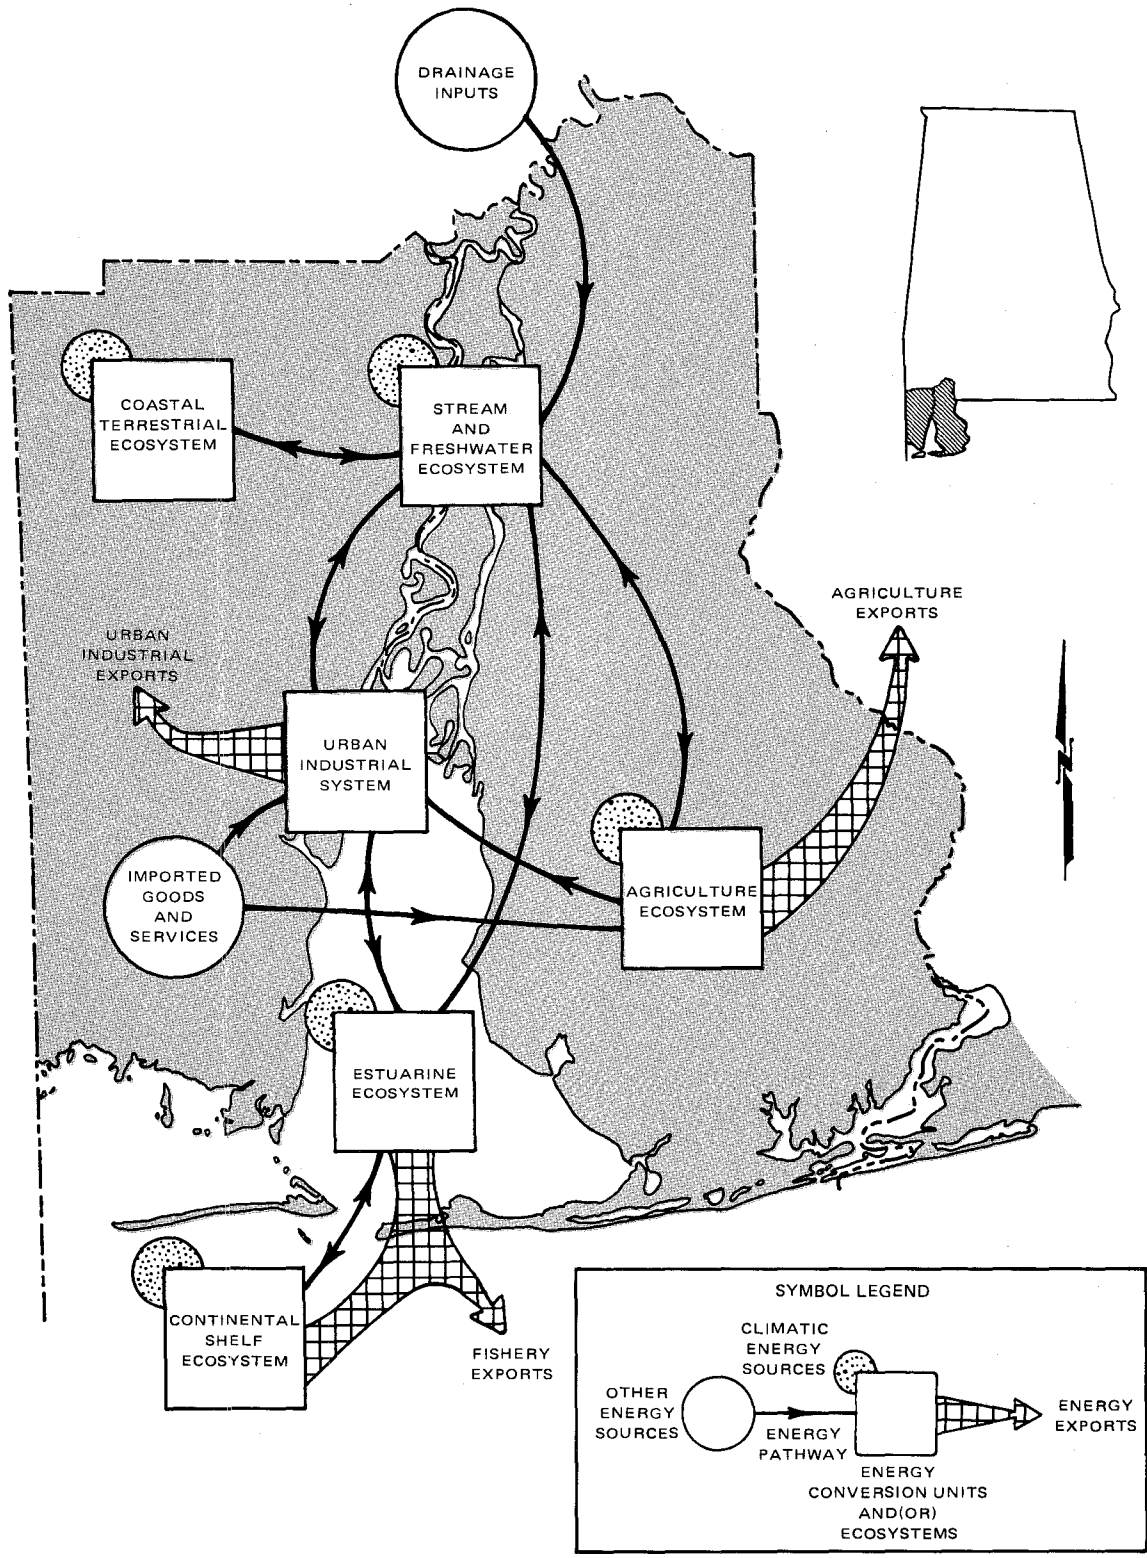 DRAINAGE
INPUTS
COASTAL
TERRESTRIAL
ECOSYSTEM
STREAM
AND
FRESHWATER
ECOSYSTEM
AGRICULTURE
EXPORTS
URBAN
INDUSTRIAL
EXPORTS
URBAN
INDUSTRIAL
SYSTEM
IMPORTED
GOODS
AND
SERVICES
AGRICULTURE
ECOSYSTEM
N
ESTUARINE
ECOSYSTEM
CONTINENTAL
SHELF
ECOSYSTEM
FISHERY
EXPORTS
SYMBOL LEGEND
CLIMATIC
ENERGY
SOURCES
OTHER
ENERGY
SOURCES
ENERGY
PATHWAY
ENERGY
EXPORTS
ENERGY
CONVERSION UNITS
AND(OR)
ECOSYSTEMS